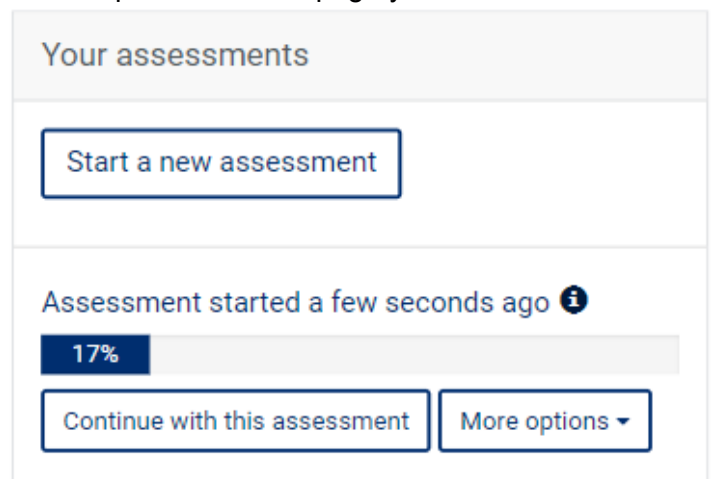 Your assessments
Start a new assessment
Assessment started a few seconds ago
17%
Continue with this assessment More options